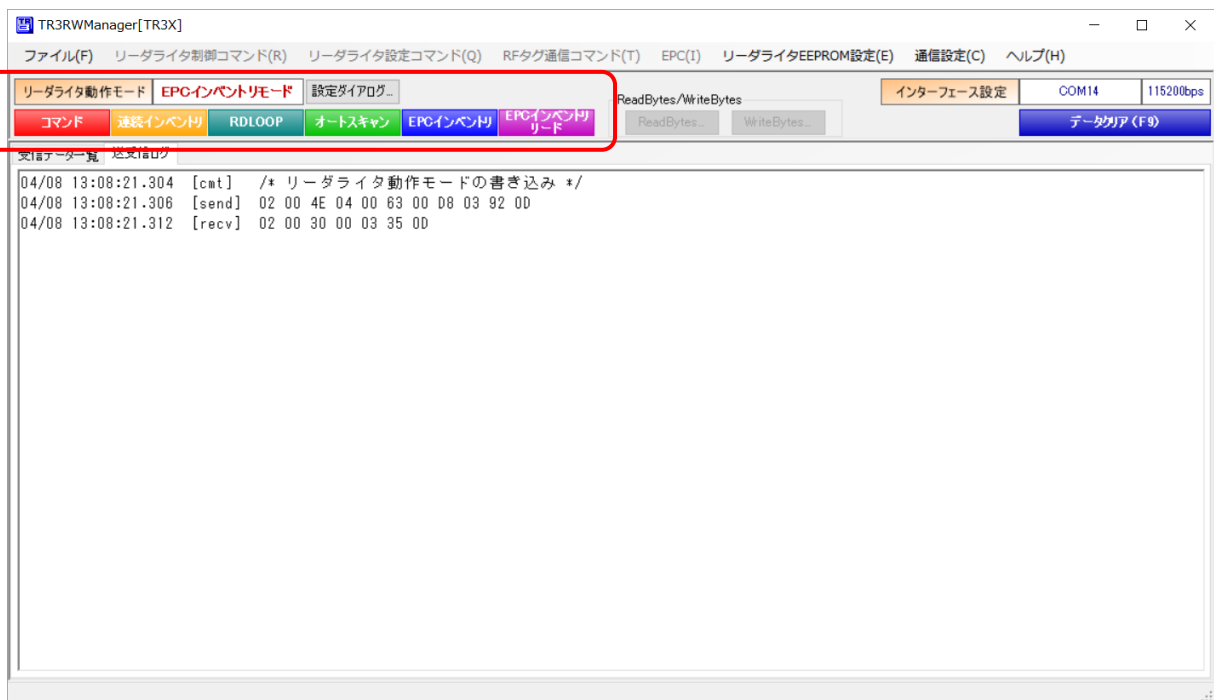 TR3RWManager[TR3X]
ファイル(F) リーダライタ制御コマンド(R) リーダライタ設定コマンド(Q) RFタグ通信コマンド(T) EPC(I) リーダライタEEPROM設定(E) 通信設定(C) ヘルプ(H)
リーダライタ動作モード EPCインベントリモード 設定ダイアログ...
ReadBytes/WriteBytes
インターフェース設定 COM14 115200bps
コマンド 連続インベントリ RDLOOP オートスキャン EPCインベントリ EPCインベントリ
リード
ReadBytes... WriteBytes... データクリア(F9)
受信データ一覧 送受信ログ
04/08 13:08:21.304 [cmt] /* リーダライタ動作モードの書き込み */
04/08 13:08:21.306 [send] 02 00 4E 04 00 63 00 D8 03 92 0D
04/08 13:08:21.312 [recv] 02 00 30 00 03 35 0D